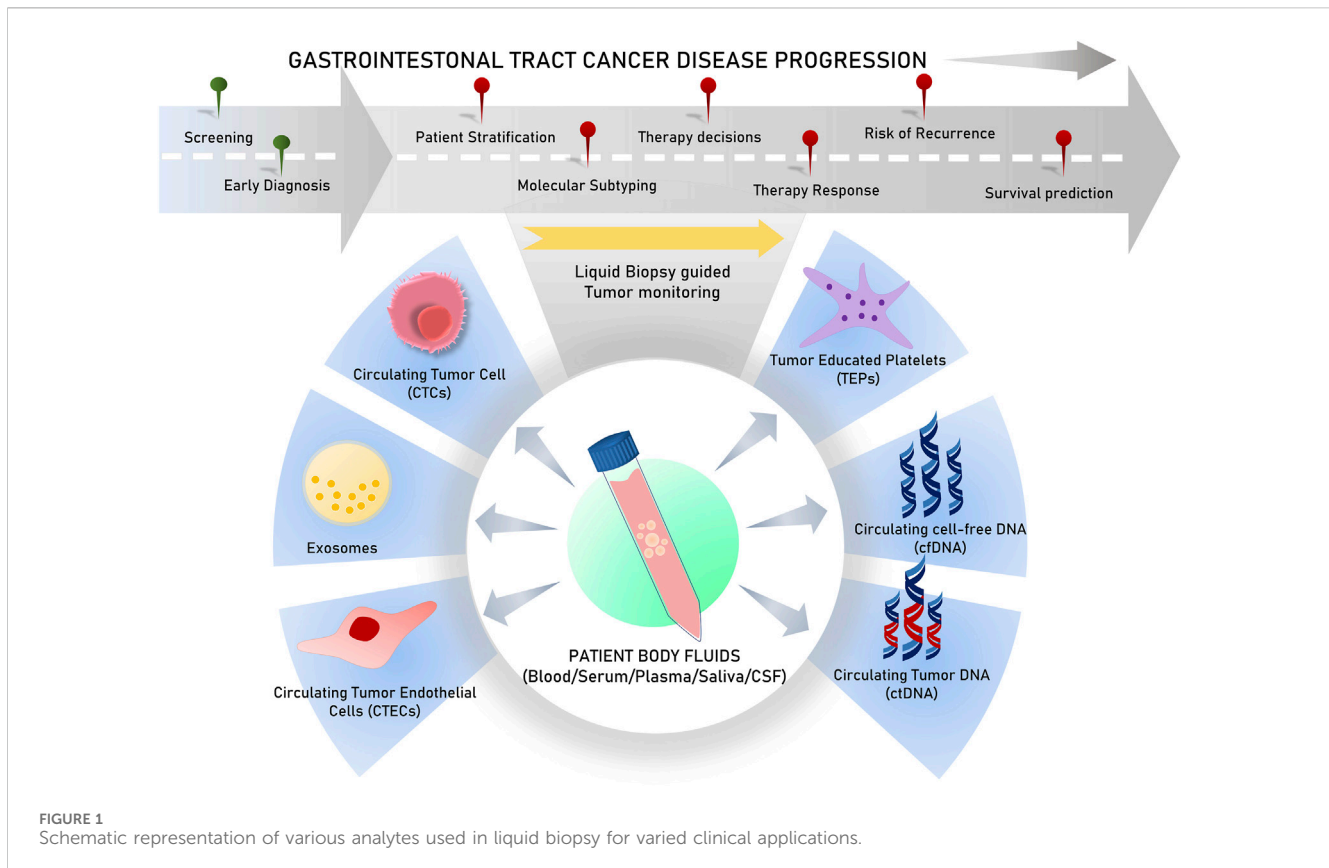 GASTROINTESTONAL TRACT CANCER DISEASE PROGRESSION
Screening
Early Diagnosis
Patient Stratification
Molecular Subtyping
Therapy decisions
Therapy Response
Risk of Recurrence
Survival prediction
Liquid Biopsy guided
Tumor monitoring
Circulating Tumor Cell
(CTCs)
Tumor Educated Platelets
(TEPs)
Exosomes
Circulating cell-free DNA
(cfDNA)
Circulating Tumor Endothelial
Cells (CTECs)
PATIENT BODY FLUIDS
(Blood/Serum/Plasma/Saliva/CSF)
Circulating Tumor DNA
(ctDNA)
FIGURE 1
Schematic representation of various analytes used in liquid biopsy for varied clinical applications.